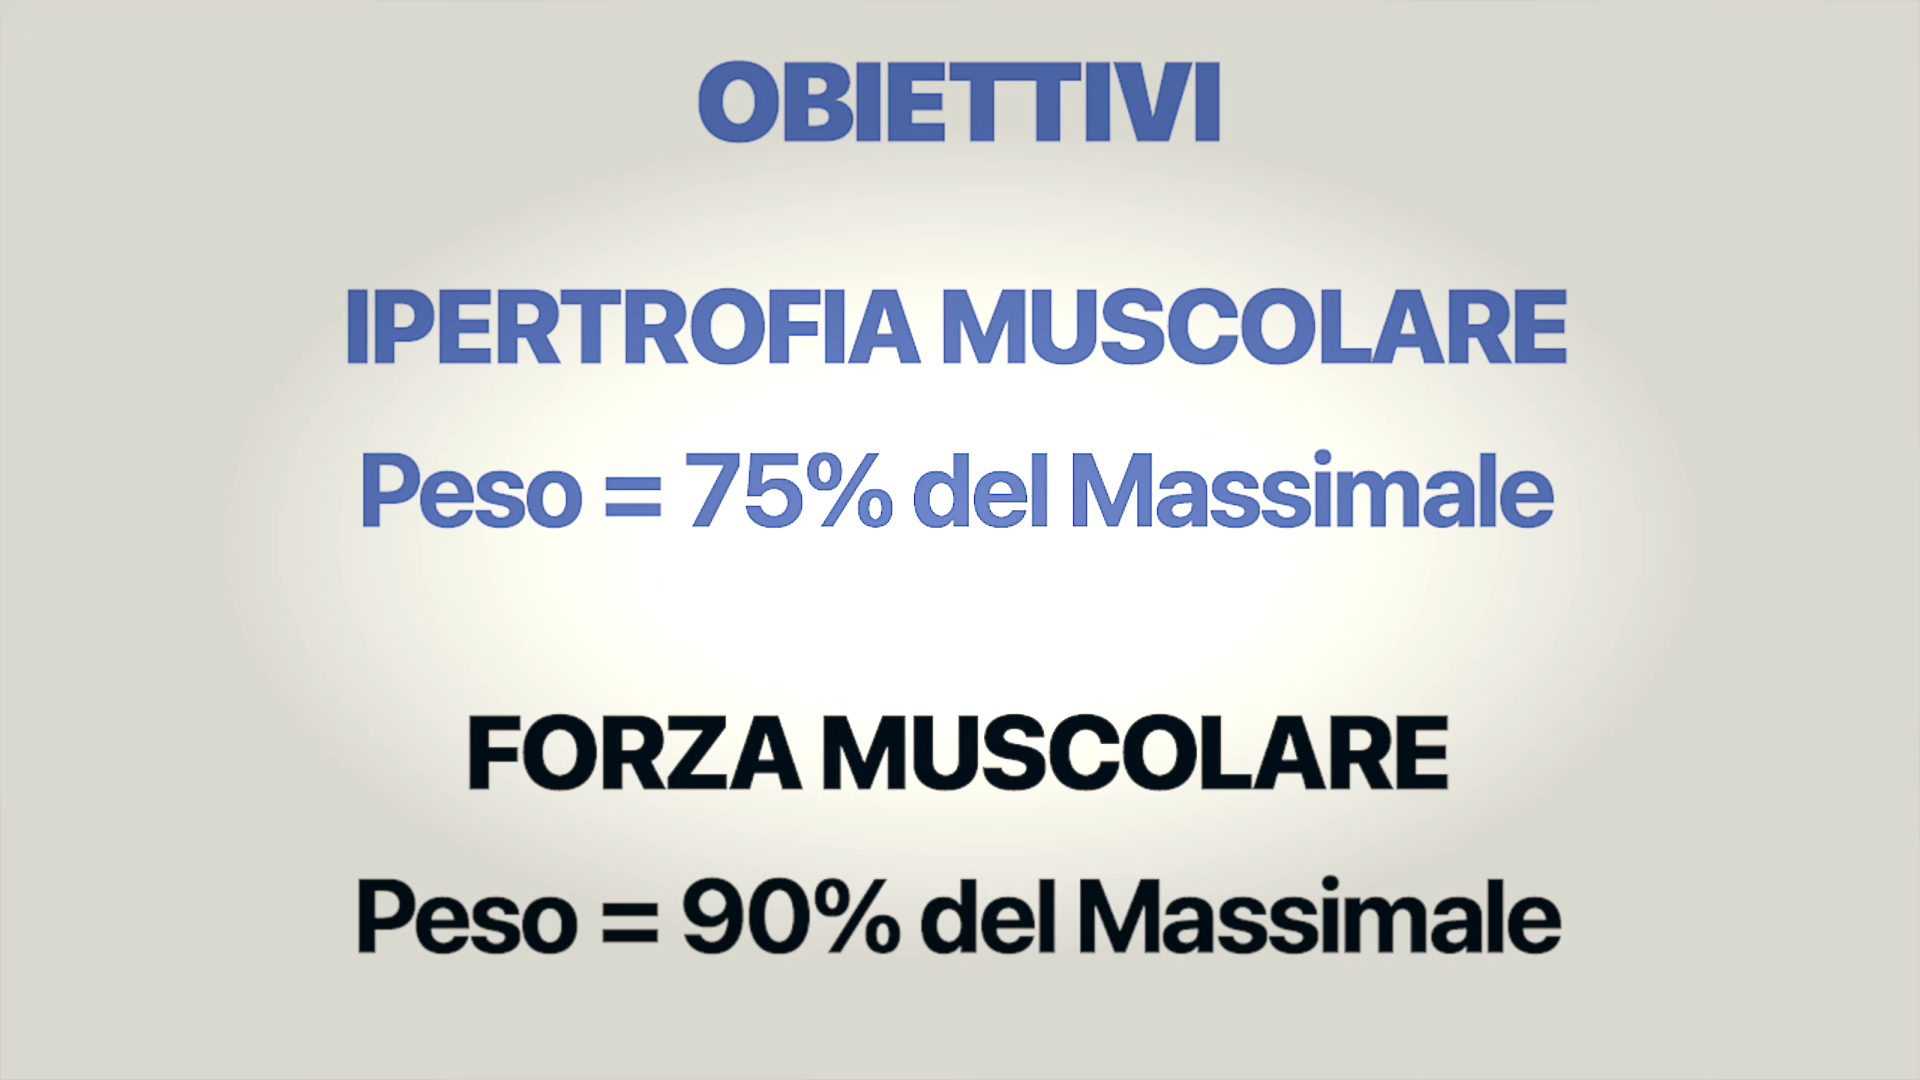 OBIETTIVI
IPERTROFIA MUSCOLARE
Peso = 75% del Massimale
FORZA MUSCOLARE
Peso = 90% del Massimale